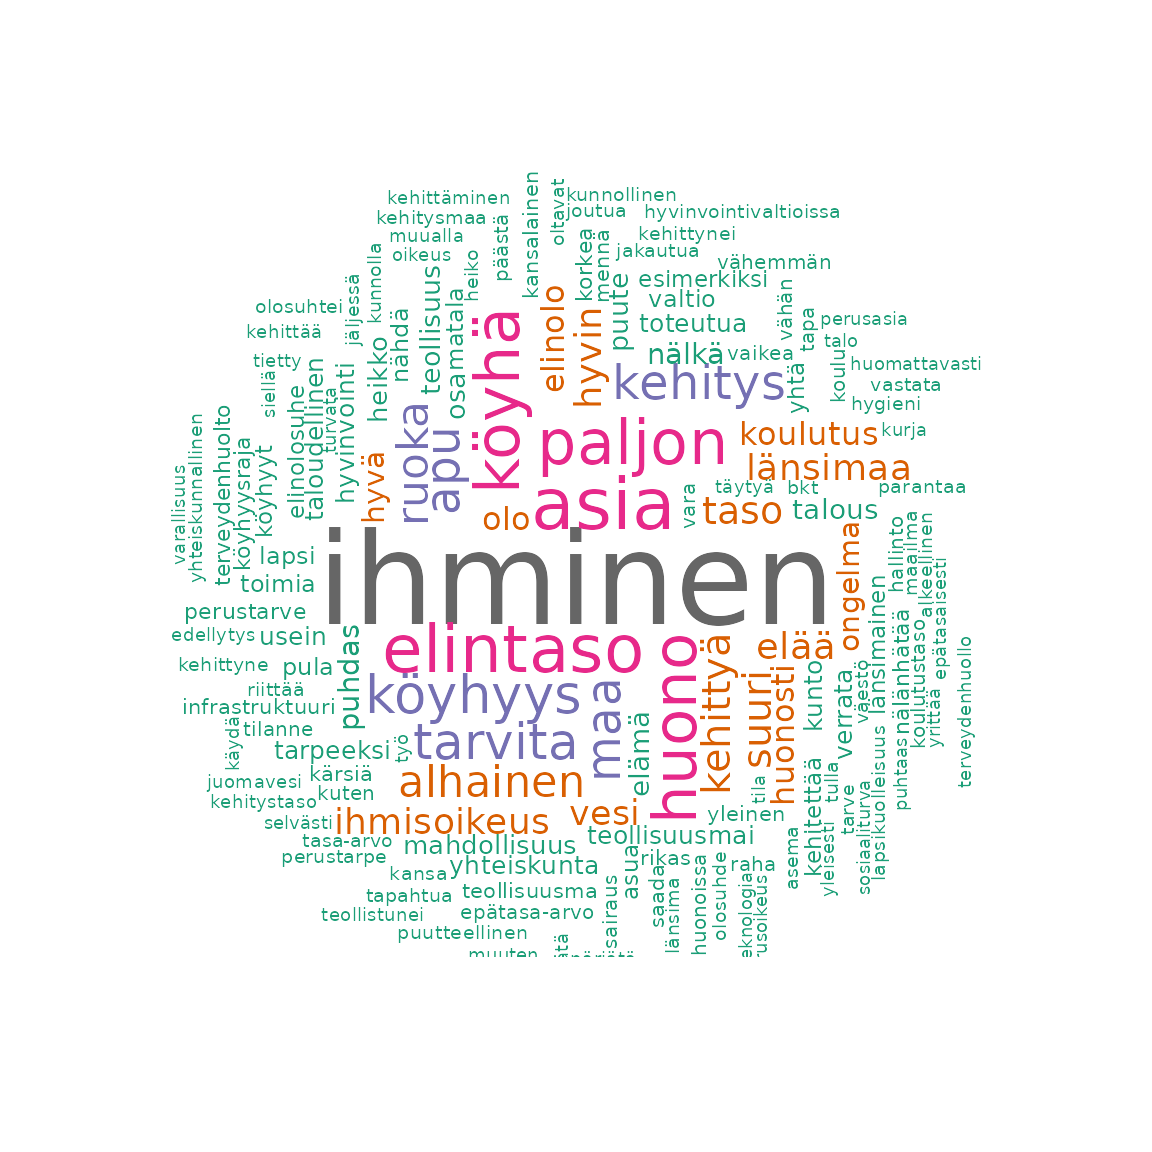 kansalainen
oltavat
kehittäminen
kunnollinen
kehitysmaa
joutua
hyvinvointivaltioissa
muualla
päästä
kehittynei
oikeus
korkea
menna
jakautua
heiko
vähemmän
kunnolla
teollisuus
esimerkiksi
jäljessä
osamatala
elinolo
puute
valtio
vähän
olosuhtei
nähdä
köyhä
hyvin
toteutua
tapa
perusasia
kehittää
heikko
nälkä
vaikea
talo
tietty
siellä
hyvinvointi
kehitys
yhtä
koulu
huomattavasti
turvata
vastata
elinolosuhe
taloudellinen
ruoka
apu
hygieni
paljon
koulutus
kurja
yhteiskunnallinen
terveydenhuolto
köyhyysraja
köyhyyt
hyvä
länsimaa
varallisuus
asia
vara
täytyä
bkt
parantaa
olo
taso
talous
lapsi
ihminen
ongelma
hallinto
maailma
alkeellinen
toimia
epätasaisesti
perustarve
edellytys
usein
puhdas
elintaso
huono
kehittyä
elää
länsimainen
nälänhätää
koulutustaso
kehittyne
pula
suuri
huonosti
kunto
väestö
riittää
köyhyys
maa
verrata
yrittää
terveydenhuollo
infrastruktuuri
käydä
tilanne
tarvita
elämä
tarpeeksi
työ
lapsikuolleisuus
puhtaas
juomavesi
kärsiä
alhainen
tila
kehitettää
tulla
kehitystaso
kuten
tarve
selvästi
ihmisoikeus
vesi
yleinen
sosiaaliturva
tasa-arvo
mahdollisuus
teollisuusmai
asema
yleisesti
perustarpe
yhteiskunta
asua
rikas
raha
kansa
tapahtua
teollisuusma
sairaus
saada
länsima
huonoissa
olosuhde
teollistunei
epätasa-arvo
puutteellinen
muuten